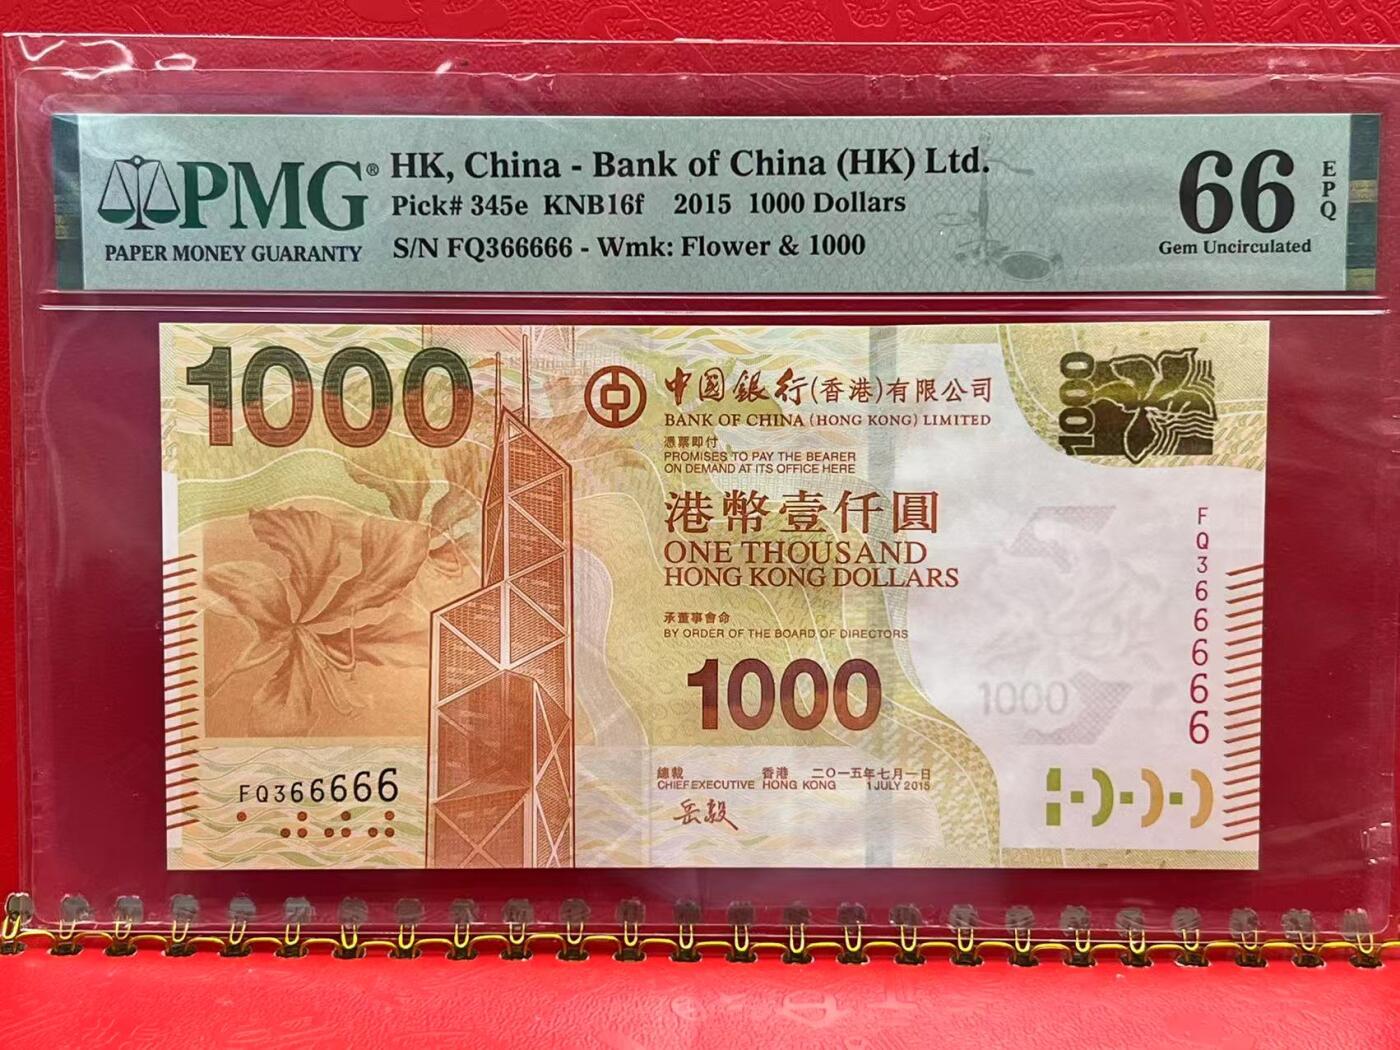 PMG®
PAPER MONEY GUARANTY
HK, China - Bank of China (HK) Ltd.
Pick# 345e KNB16f 2015 1000 Dollars
S/N FQ366666 - Wmk: Flower & 1000
66
EPQ
Gem Uncirculated
1000
中國銀行(香港)有限公司
BANK OF CHINA (HONG KONG) LIMITED
憑票即付
PROMISES TO PAY THE BEARER
ON DEMAND AT ITS OFFICE HERE
1000
港幣壹仟圓
ONE THOUSAND
HONG KONG DOLLARS
承董事會命
BY ORDER OF THE BOARD OF DIRECTORS
1000
1000
FQ366666
FQ366666
總裁 香港 二〇一五年七月一日
CHIEF EXECUTIVE HONG KONG 1 JULY 2015
岳毅